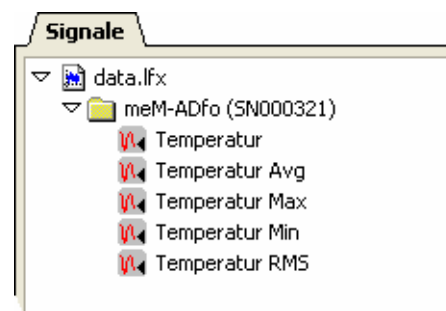 Signale
data.lfx
meM-ADfo (SN000321)
Temperatur
Temperatur Avg
Temperatur Max
Temperatur Min
Temperatur RMS